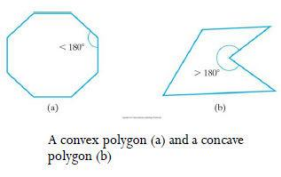 < 180°
> 180°
(a)
(b)
A convex polygon (a) and a concave
polygon (b)